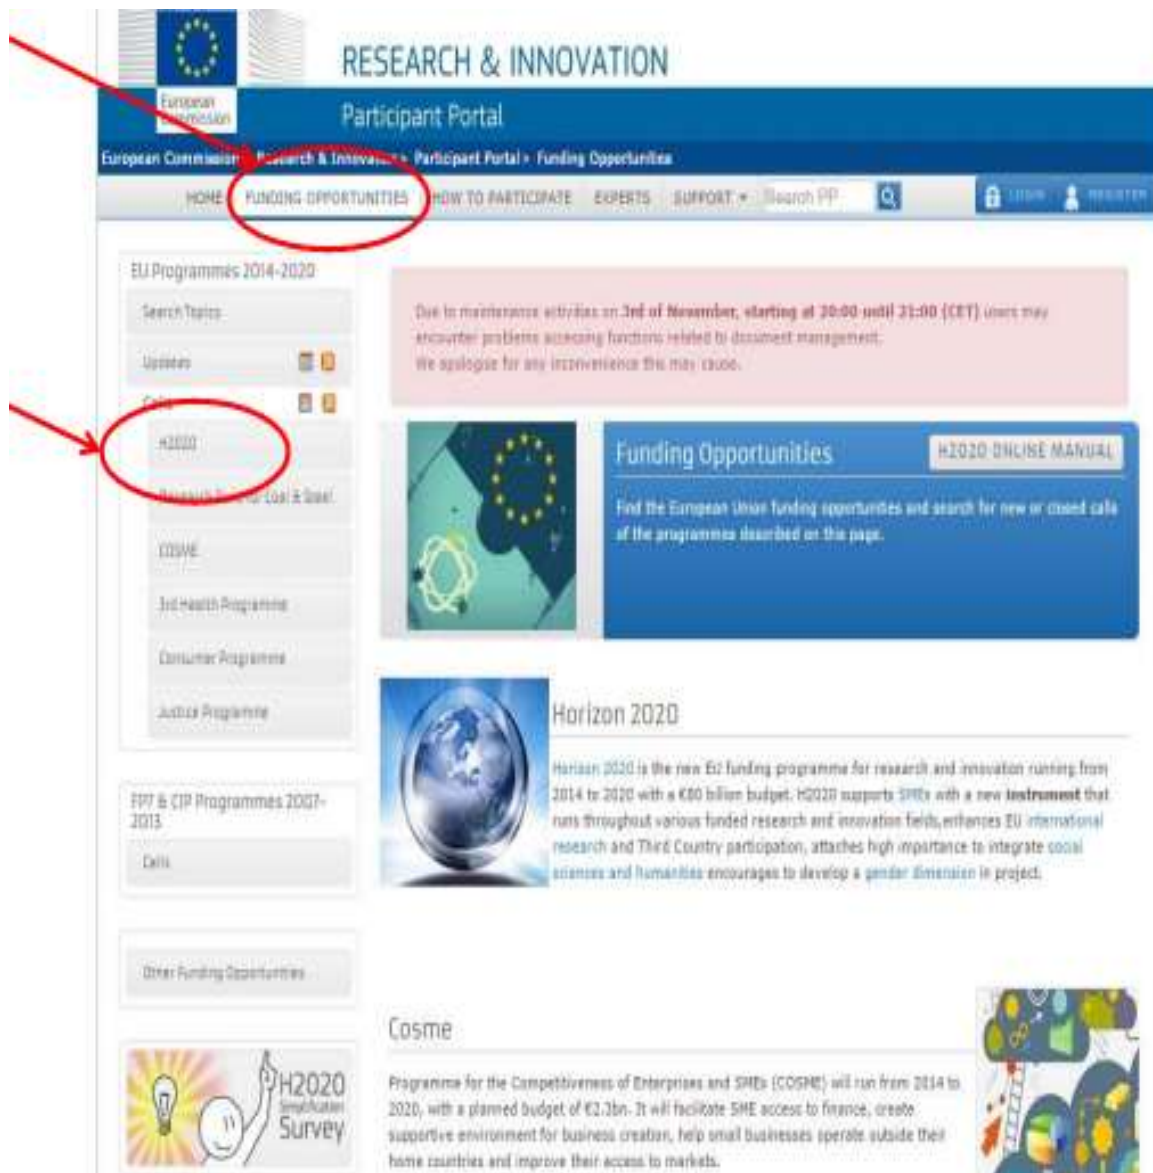 RESEARCH & INNOVATION
European
Commission
Participant Portal
European Commission > Research & Innovation > Participant Portal > Funding Opportunities
HOME FUNDING OPPORTUNITIES HOW TO PARTICIPATE EXPERTS SUPPORT Search PP LOGIN REGISTER
EU Programmes 2014-2020
Search Topics
Updates
Calls
H2020
Research Fund for Coal & Steel
COSME
3rd Health Programme
Consumer Programme
Justice Programme
FP7 & CIP Programmes 2007-
2013
Calls
Other Funding Opportunities
H2020
Simplification
Survey
Due to maintenance activities on 3rd of November, starting at 20:00 until 21:00 (CET) users may
encounter problems accessing functions related to document management.
We apologise for any inconvenience this may cause.
Funding Opportunities
H2020 ONLINE MANUAL
Find the European Union funding opportunities and search for new or closed calls
of the programmes described on this page.
Horizon 2020
Horizon 2020 is the new EU funding programme for research and innovation running from
2014 to 2020 with a €80 billion budget. H2020 supports SMEs with a new instrument that
runs throughout various funded research and innovation fields, enhances EU international
research and Third Country participation, attaches high importance to integrate social
sciences and humanities encourages to develop a gender dimension in project.
Cosme
Programme for the Competitiveness of Enterprises and SMEs (COSME) will run from 2014 to
2020, with a planned budget of €2.3bn. It will facilitate SME access to finance, create
supportive environment for business creation, help small businesses operate outside their
home countries and improve their access to markets.